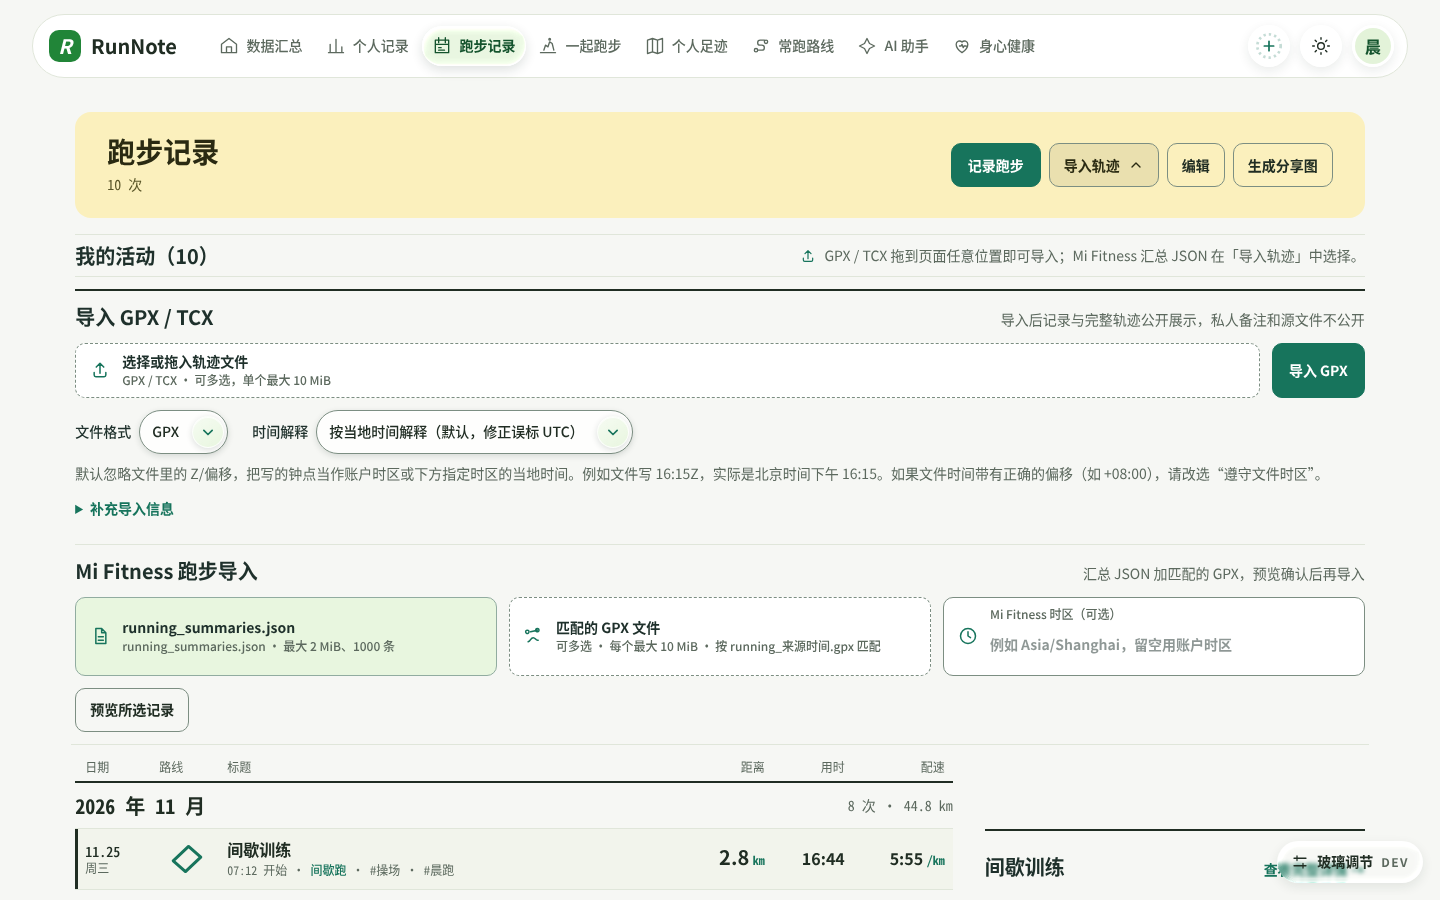 R RunNote 数据汇总 个人记录 跑步记录 一起跑步 个人足迹 常跑路线 AI 助手 身心健康 晨
跑步记录
10 次
记录跑步 导入轨迹 编辑 生成分享图
我的活动（10）
GPX / TCX 拖到页面任意位置即可导入；Mi Fitness 汇总 JSON 在「导入轨迹」中选择。
导入 GPX / TCX
导入后记录与完整轨迹公开展示，私人备注和源文件不公开
选择或拖入轨迹文件
GPX / TCX · 可多选，单个最大 10 MiB
导入 GPX
文件格式 GPX 时间解释 按当地时间解释（默认，修正误标 UTC）
默认忽略文件里的 Z/偏移，把写的钟点当作账户时区或下方指定时区的当地时间。例如文件写 16:15Z，实际是北京时间下午 16:15。如果文件时间带有正确的偏移（如 +08:00），请改选“遵守文件时区”。
补充导入信息
Mi Fitness 跑步导入
汇总 JSON 加匹配的 GPX，预览确认后再导入
running_summaries.json
running_summaries.json · 最大 2 MiB、1000 条
匹配的 GPX 文件
可多选 · 每个最大 10 MiB · 按 running_来源时间.gpx 匹配
Mi Fitness 时区（可选）
例如 Asia/Shanghai，留空用账户时区
预览所选记录
日期 路线 标题 距离 用时 配速
2026 年 11 月
8 次 · 44.8 km
11.25
周三
间歇训练
07:12 开始 · 间歇跑 · #操场 · #晨跑
2.8 km 16:44 5:55 /km
间歇训练
查看
玻璃调节 DEV